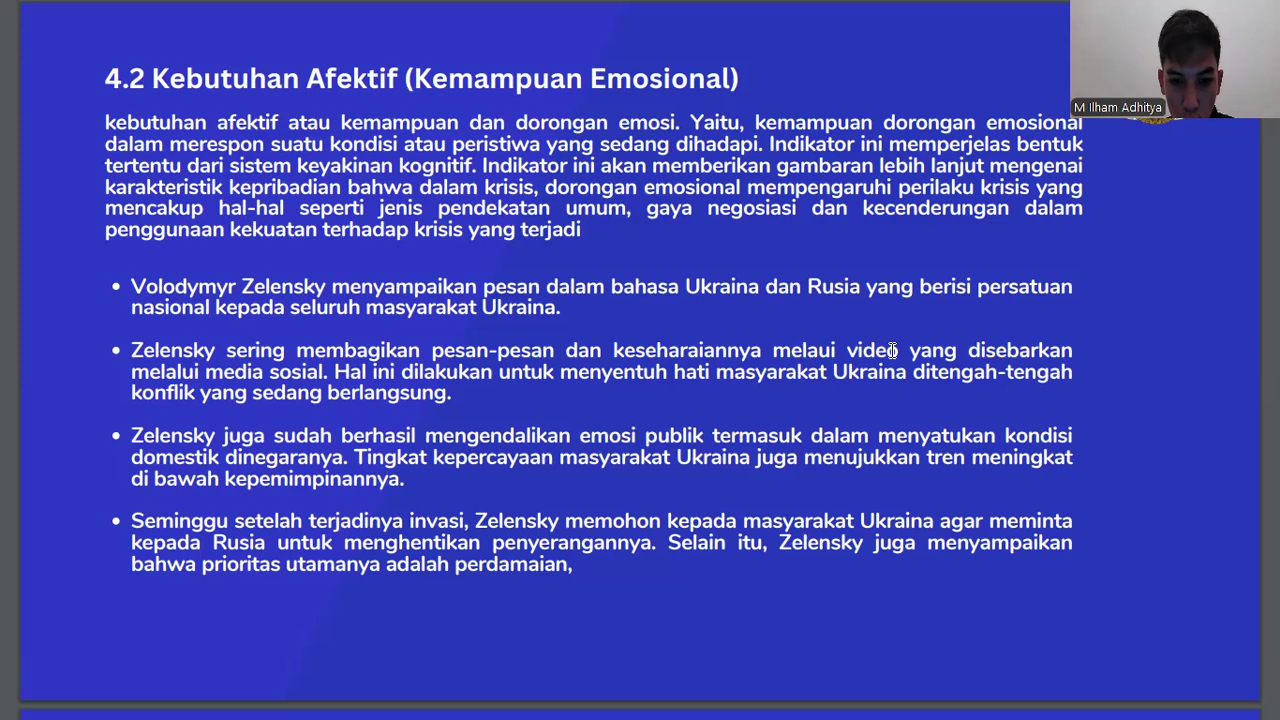 4.2 Kebutuhan Afektif (Kemampuan Emosional)
M Ilham Adhitya
kebutuhan afektif atau kemampuan dan dorongan emosi. Yaitu, kemampuan dorongan emosional
dalam merespon suatu kondisi atau peristiwa yang sedang dihadapi. Indikator ini memperjelas bentuk
tertentu dari sistem keyakinan kognitif. Indikator ini akan memberikan gambaran lebih lanjut mengenai
karakteristik kepribadian bahwa dalam krisis, dorongan emosional mempengaruhi perilaku krisis yang
mencakup hal-hal seperti jenis pendekatan umum, gaya negosiasi dan kecenderungan dalam
penggunaan kekuatan terhadap krisis yang terjadi
• Volodymyr Zelensky menyampaikan pesan dalam bahasa Ukraina dan Rusia yang berisi persatuan
nasional kepada seluruh masyarakat Ukraina.
• Zelensky sering membagikan pesan-pesan dan keseharaiannya melaui video yang disebarkan
melalui media sosial. Hal ini dilakukan untuk menyentuh hati masyarakat Ukraina ditengah-tengah
konflik yang sedang berlangsung.
• Zelensky juga sudah berhasil mengendalikan emosi publik termasuk dalam menyatukan kondisi
domestik dinegaranya. Tingkat kepercayaan masyarakat Ukraina juga menujukkan tren meningkat
di bawah kepemimpinannya.
• Seminggu setelah terjadinya invasi, Zelensky memohon kepada masyarakat Ukraina agar meminta
kepada Rusia untuk menghentikan penyerangannya. Selain itu, Zelensky juga menyampaikan
bahwa prioritas utamanya adalah perdamaian,